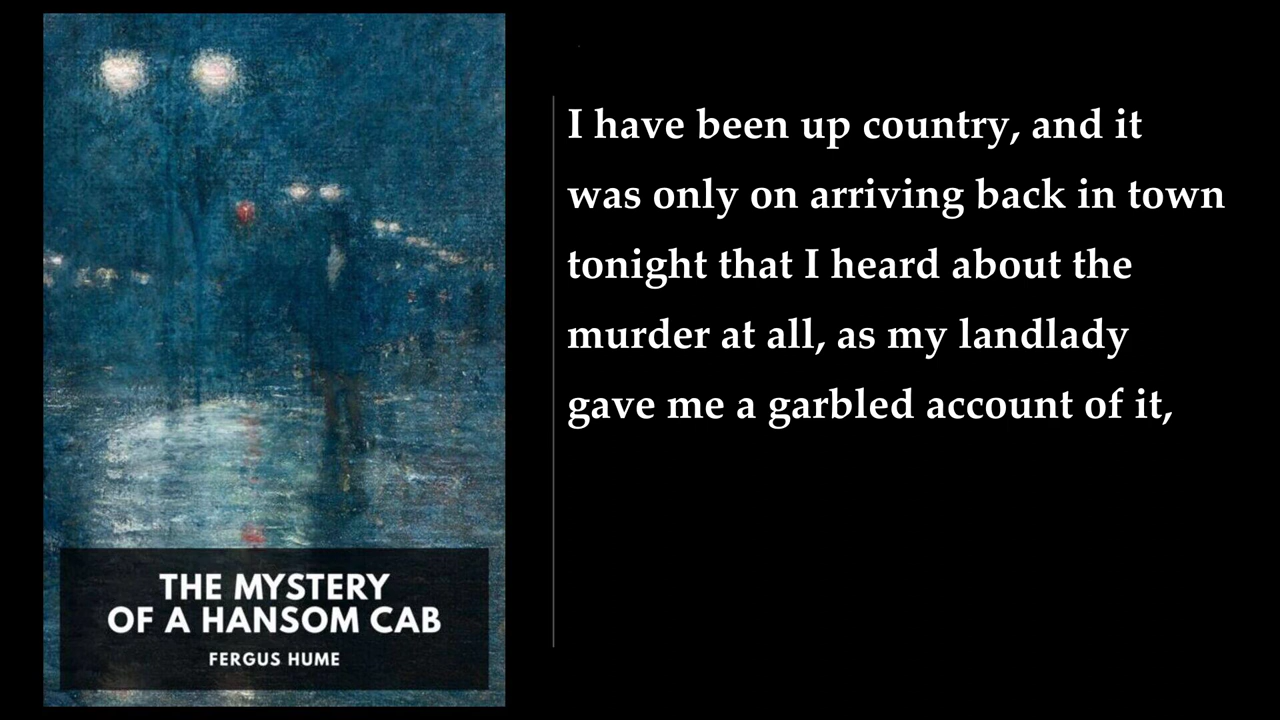 THE MYSTERY
OF A HANSOM CAB
FERGUS HUME
I have been up country, and it
was only on arriving back in town
tonight that I heard about the
murder at all, as my landlady
gave me a garbled account of it,